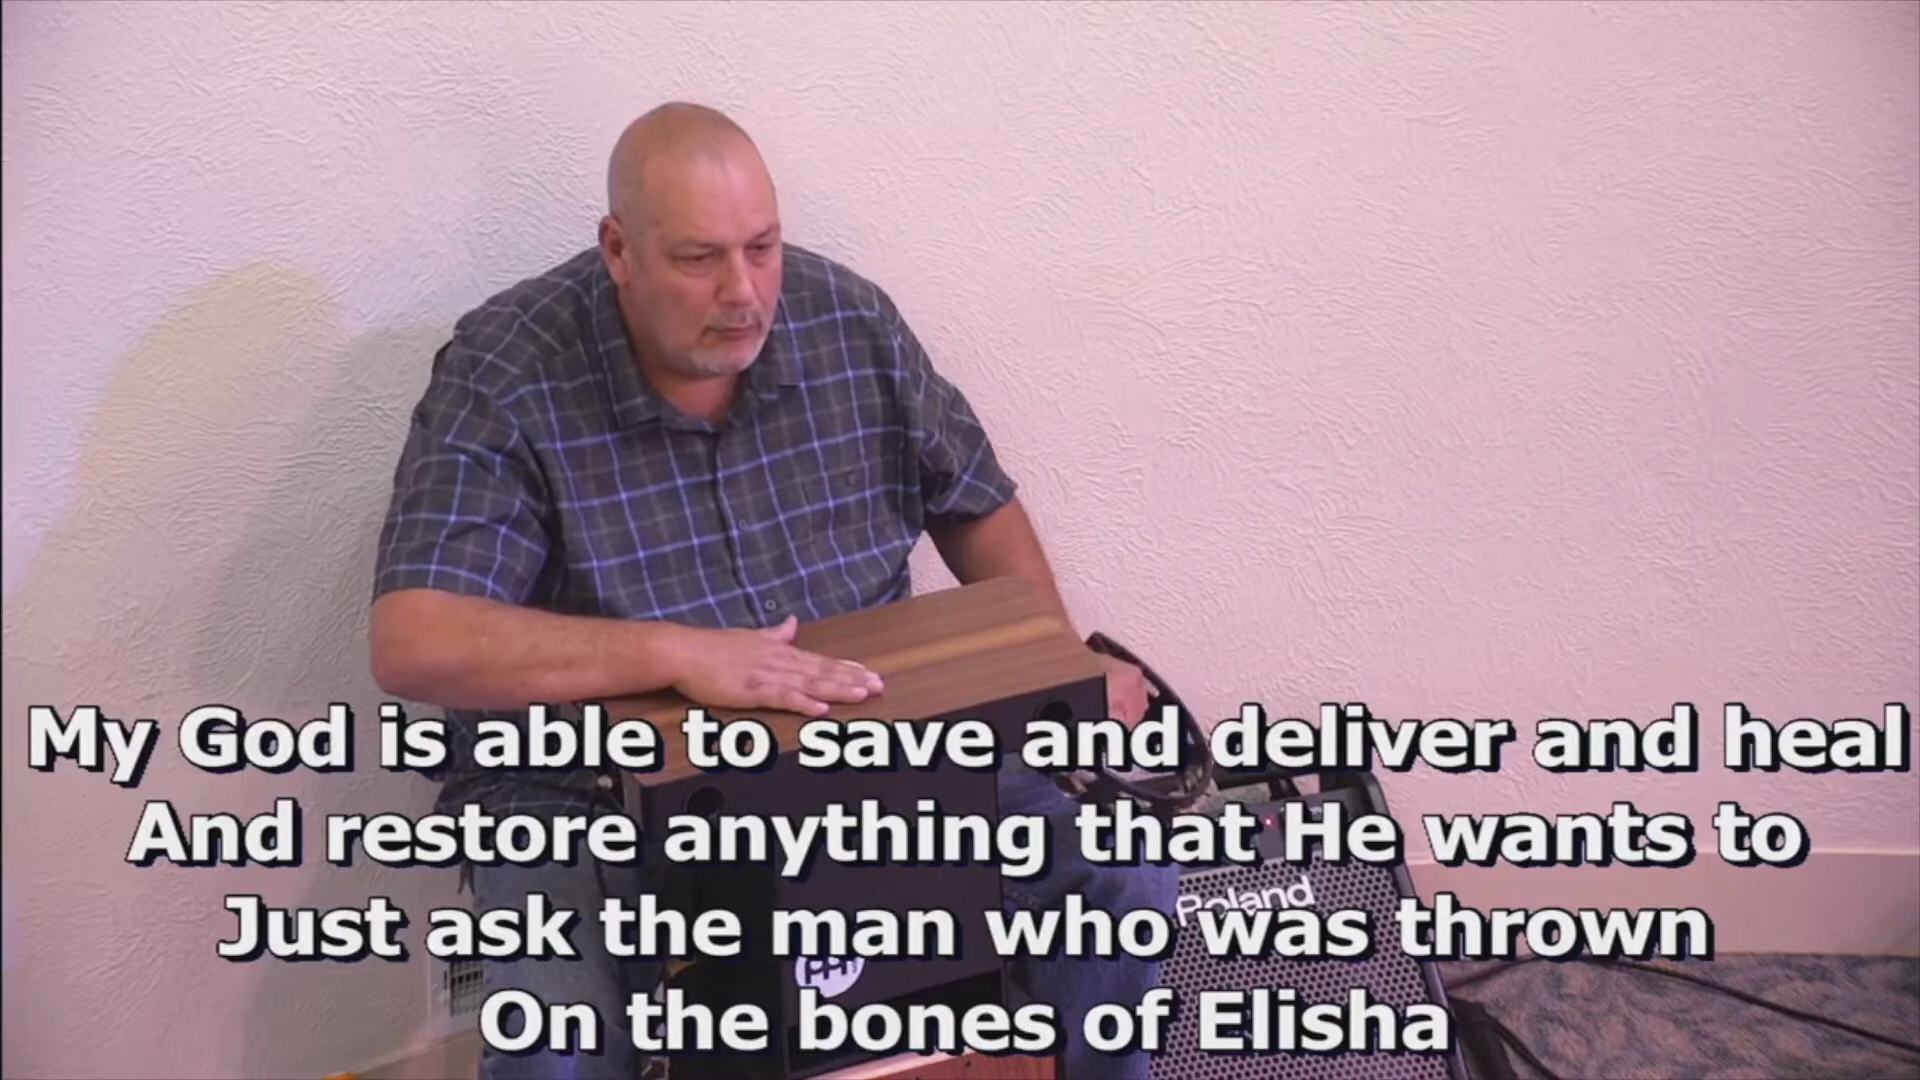 My God is able to save and deliver and heal
And restore anything that He wants to
Roland
Just ask the man who was thrown
On the bones of Elisha